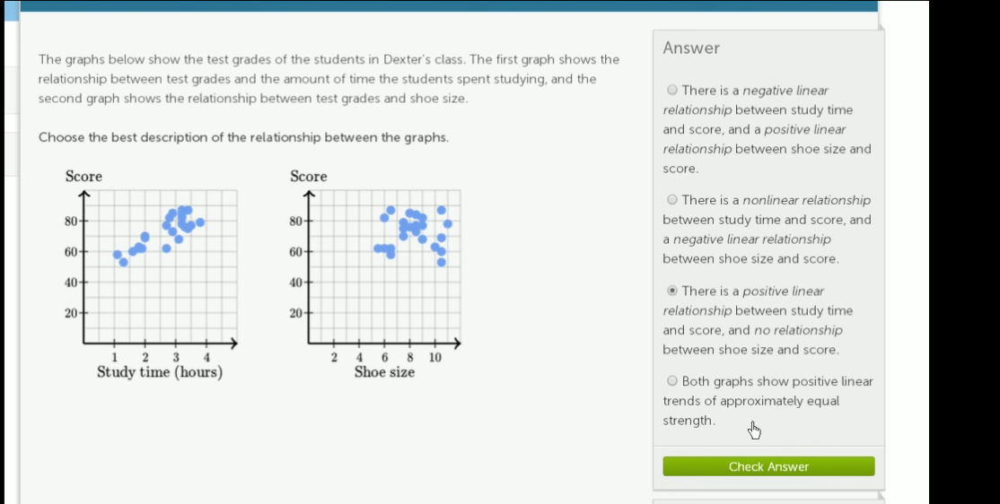 The graphs below show the test grades of the students in Dexter's class. The first graph shows the
relationship between test grades and the amount of time the students spent studying, and the
second graph shows the relationship between test grades and shoe size.
Choose the best description of the relationship between the graphs.
Score
80
60
40
20
1 2 3 4
Study time (hours)
Score
80
60
40
20
2 4 6 8 10
Shoe size
Answer
There is a negative linear
relationship between study time
and score, and a positive linear
relationship between shoe size and
score.
There is a nonlinear relationship
between study time and score, and
a negative linear relationship
between shoe size and score.
There is a positive linear
relationship between study time
and score, and no relationship
between shoe size and score.
Both graphs show positive linear
trends of approximately equal
strength.
Check Answer